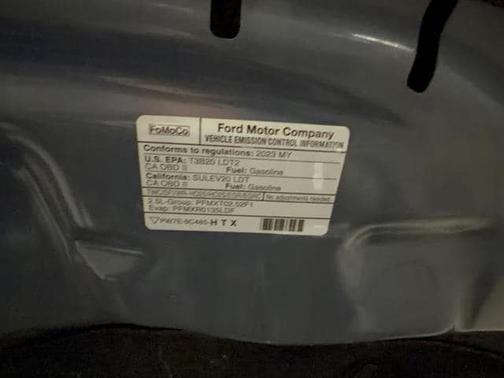 FoMoCo
Ford Motor Company
VEHICLE EMISSION CONTROL INFORMATION
Conforms to regulations: 2023 MY
U.S. EPA: T3B20 LDT2
CA OBD II Fuel: Gasoline
California: SULEV20 LDT
CA OBD II Fuel: Gasoline
No adjustments needed.
2.5L-Group: PFMXT02.52F1
Evap: PFMXR0135LDF
PW7E-9C485-HTX